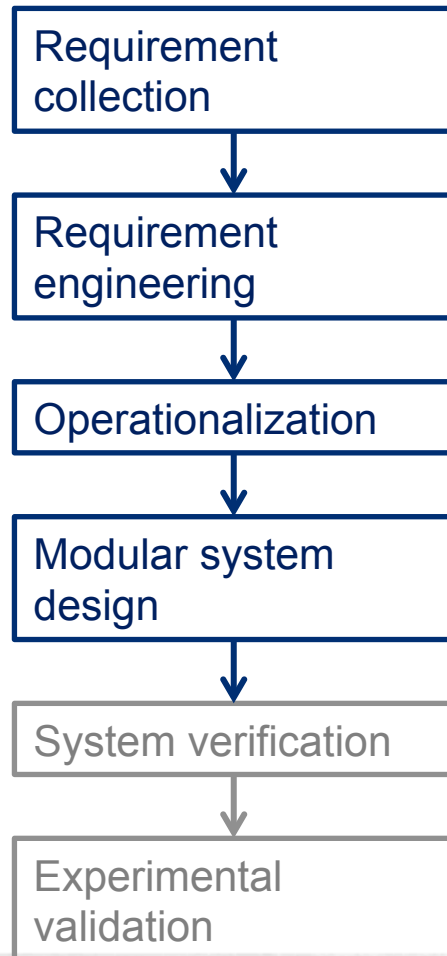 Requirement
collection
Requirement
engineering
Operationalization
Modular system
design
System verification
Experimental
validation